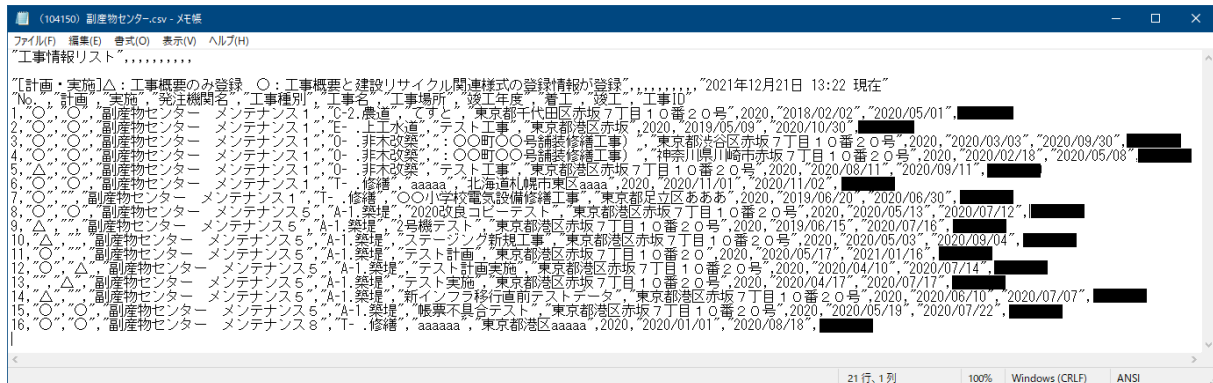 (104150) 副産物センター.csv - メモ帳
ファイル(F) 編集(E) 書式(O) 表示(V) ヘルプ(H)
"工事情報リスト",,,,,,,,,,
"[計画・実施]△：工事概要のみ登録　○：工事概要と建設リサイクル関連様式の登録情報が登録",,,,,,,,,,"2021年12月21日 13:22 現在"
"No.","計画","実施","発注機関名","工事種別","工事名","工事場所","竣工年度","着工","竣工","工事ID"
1,"○","○","副産物センター　メンテナンス１","C-2.農道","てすと","東京都千代田区赤坂７丁目１０番２０号",2020,"2018/02/02","2020/05/01",
2,"○","○","副産物センター　メンテナンス１","E- .上工水道","テスト工事","東京都港区赤坂",2020,"2019/05/09","2020/10/30",
3,"○","○","副産物センター　メンテナンス１","O- .非木改築","：○○町○○号舗装修繕工事）","東京都渋谷区赤坂７丁目１０番２０号",2020,"2020/03/03","2020/09/30",
4,"○","○","副産物センター　メンテナンス１","O- .非木改築","：○○町○○号舗装修繕工事）","神奈川県川崎市赤坂７丁目１０番２０号",2020,"2020/02/18","2020/05/08",
5,"△","○","副産物センター　メンテナンス１","O- .非木改築","テスト工事","東京都港区赤坂７丁目１０番２０号",2020,"2020/08/11","2020/09/11",
6,"○","○","副産物センター　メンテナンス１","T- .修繕","aaaaa","北海道札幌市東区aaaa",2020,"2020/11/01","2020/11/02",
7,"○","","副産物センター　メンテナンス１","T- .修繕","○○小学校電気設備修繕工事","東京都足立区あああ",2020,"2019/06/20","2020/06/30",
8,"○","○","副産物センター　メンテナンス５","A-1.築堤","2020改良コピーテスト","東京都港区赤坂７丁目１０番２０号",2020,"2020/05/13","2020/07/12",
9,"△","","副産物センター　メンテナンス５","A-1.築堤","2号機テスト","東京都港区赤坂７丁目１０番２０号",2020,"2019/06/15","2020/07/16",
10,"△","","副産物センター　メンテナンス５","A-1.築堤","ステージング新規工事","東京都港区赤坂７丁目１０番２０号",2020,"2020/05/03","2020/09/04",
11,"○","","副産物センター　メンテナンス５","A-1.築堤","テスト計画","東京都港区赤坂７丁目１０番２０",2020,"2020/05/17","2021/01/16",
12,"○","△","副産物センター　メンテナンス５","A-1.築堤","テスト計画実施","東京都港区赤坂７丁目１０番２０号",2020,"2020/04/10","2020/07/14",
13,"","△","副産物センター　メンテナンス５","A-1.築堤","テスト実施","東京都港区赤坂７丁目１０番２０号",2020,"2020/04/17","2020/07/17",
14,"△","","副産物センター　メンテナンス５","A-1.築堤","新インフラ移行直前テストデータ","東京都港区赤坂７丁目１０番２０号",2020,"2020/06/10","2020/07/07",
15,"○","○","副産物センター　メンテナンス５","A-1.築堤","帳票不具合テスト","東京都港区赤坂７丁目１０番２０号",2020,"2020/05/19","2020/07/22",
16,"○","○","副産物センター　メンテナンス８","T- .修繕","aaaaaa","東京都港区aaaaa",2020,"2020/01/01","2020/08/18",
21 行、1 列 100% Windows (CRLF) ANSI